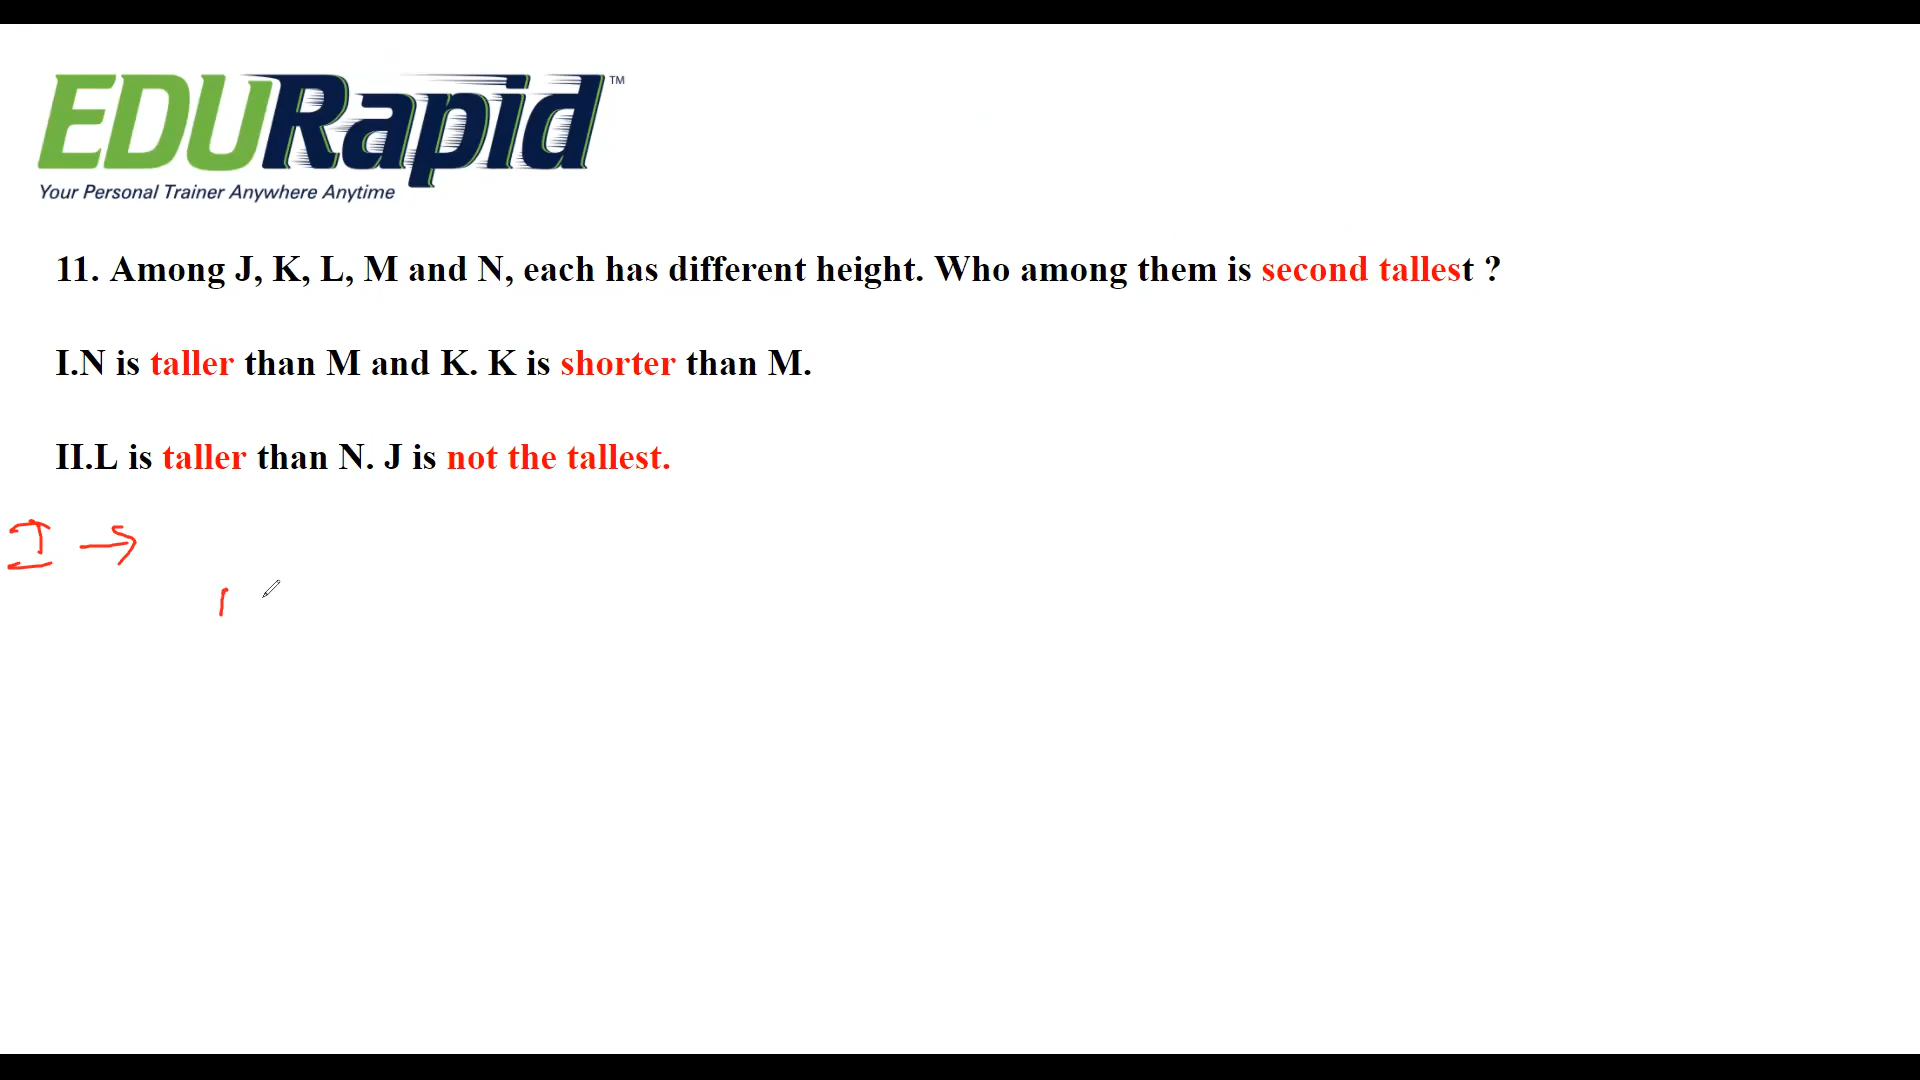 EDURapid™
Your Personal Trainer Anywhere Anytime
11. Among J, K, L, M and N, each has different height. Who among them is second tallest ?
I.N is taller than M and K. K is shorter than M.
II.L is taller than N. J is not the tallest.
I →